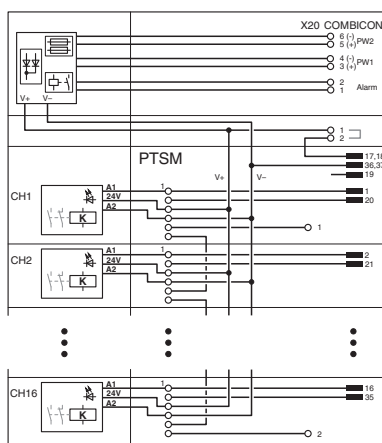 X20 COMBICON
6 (-)
5 (+) PW2
4 (-)
3 (+) PW1
2
1 Alarm
V+ V−
1
2
PTSM
17,18
36,37
V+ V−
19
CH1
A1
24V
A2
K
1
1
20
1
CH2
A1
24V
A2
K
1
2
21
CH16
A1
24V
A2
K
1
16
35
2